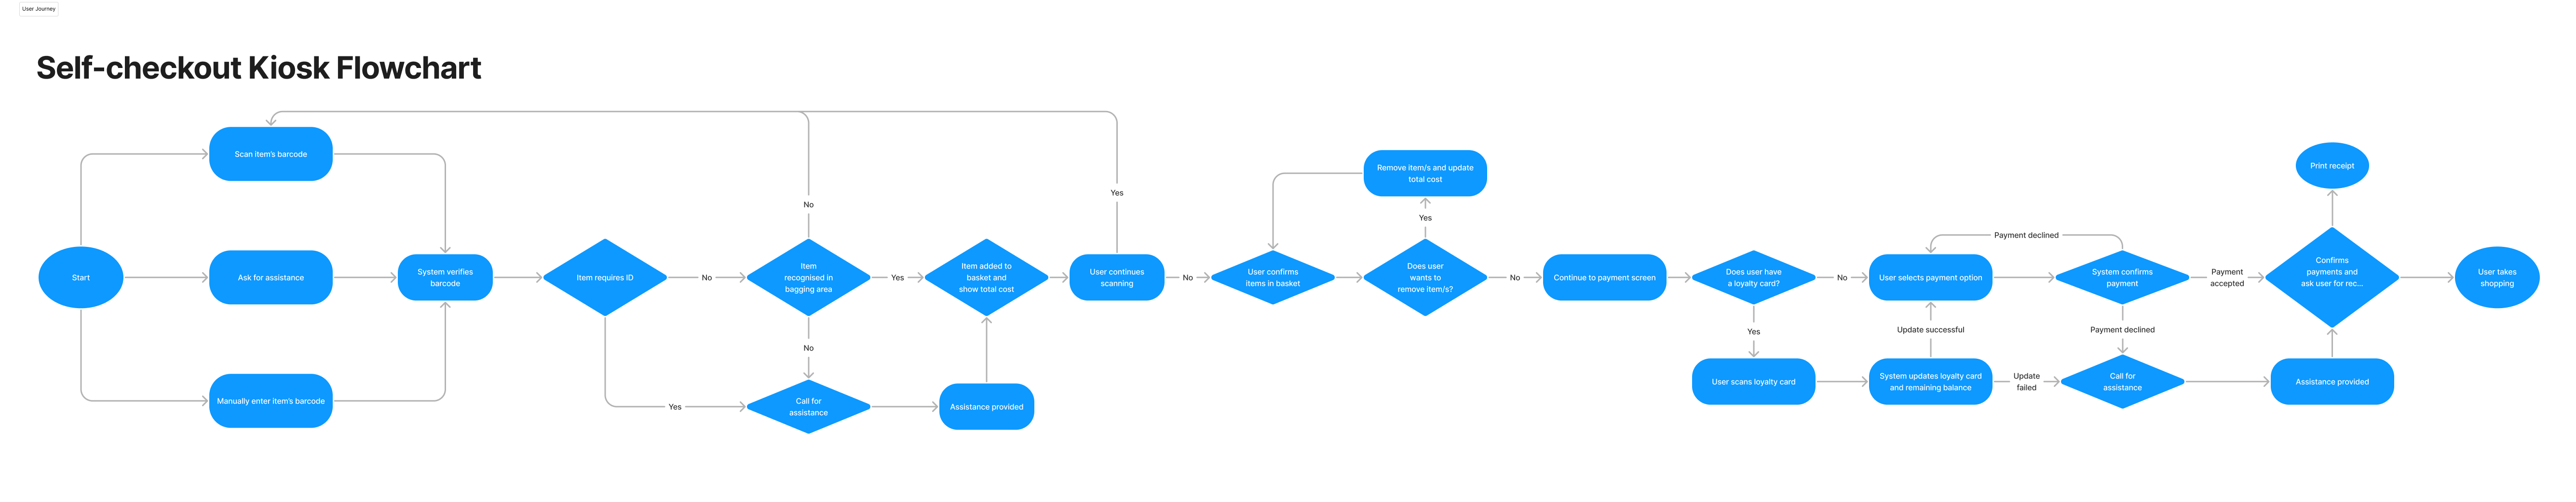 User Journey
Self-checkout Kiosk Flowchart
Start
Scan item's barcode
Ask for assistance
Manually enter item's barcode
System verifies
barcode
Item requires ID
No
Yes
No
Item
recognised in
bagging area
Yes
No
Call for
assistance
Item added to
basket and
show total cost
Assistance provided
Yes
User continues
scanning
No
User confirms
items in basket
Remove item/s and update
total cost
Yes
Does user
wants to
remove item/s?
No
Continue to payment screen
Does user have
a loyalty card?
No
Yes
User scans loyalty card
Payment declined
User selects payment option
Update successful
System updates loyalty card
and remaining balance
Update
failed
System confirms
payment
Payment declined
Call for
assistance
Payment
accepted
Print receipt
Confirms
payments and
ask user for rec...
Assistance provided
User takes
shopping